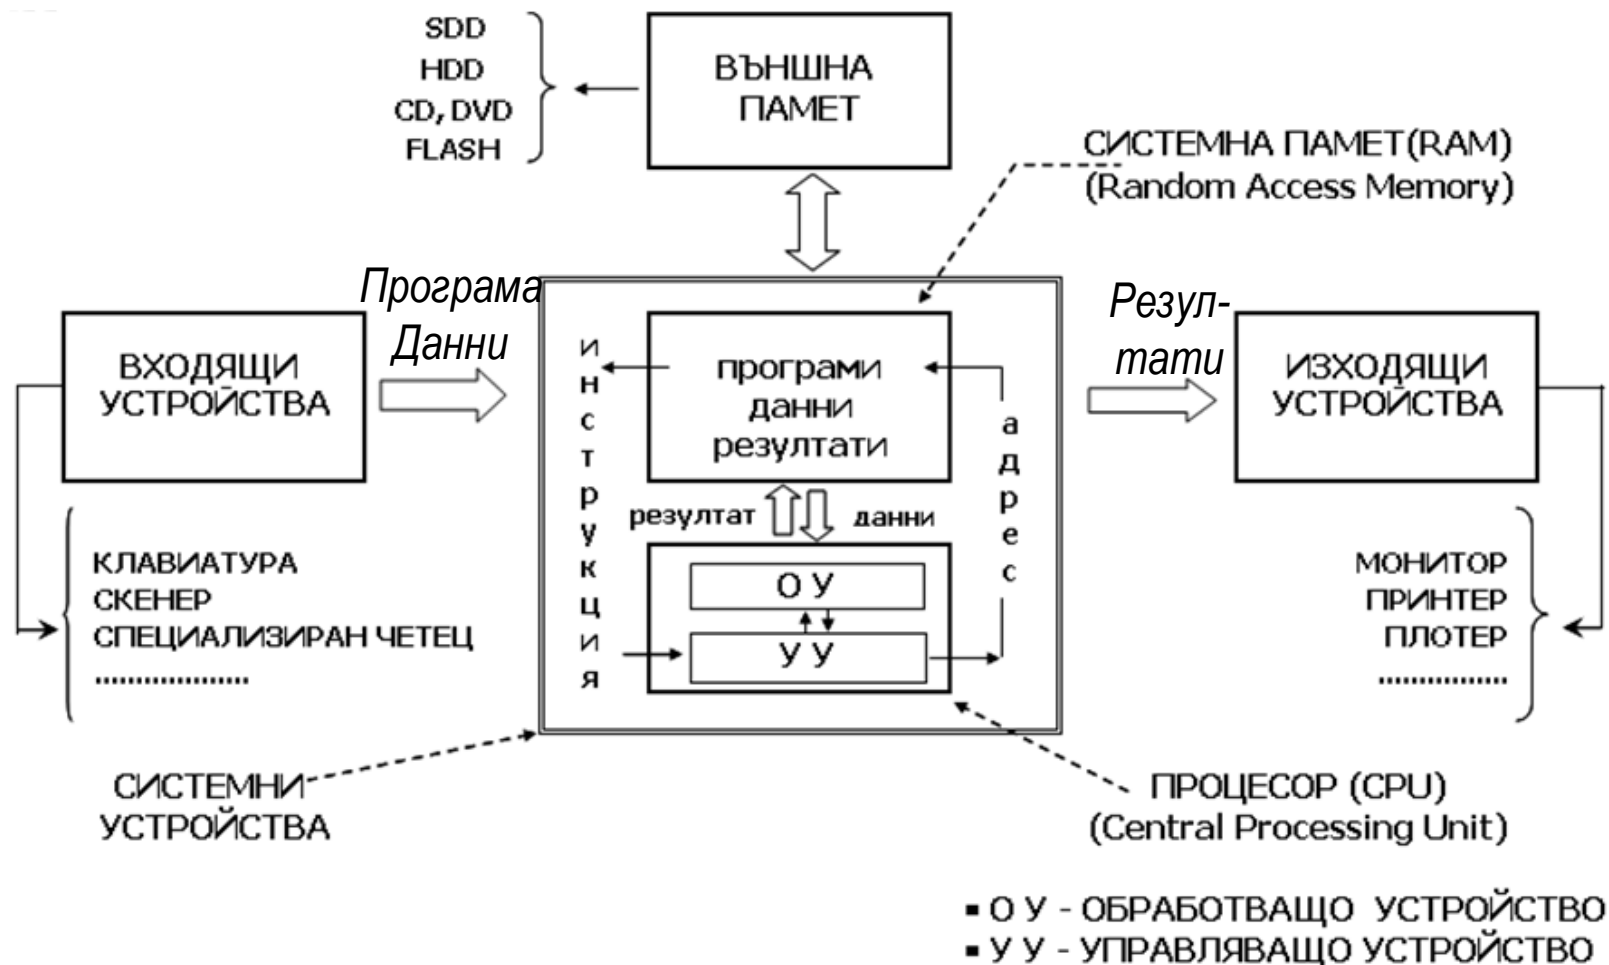 SDD
HDD
CD, DVD
FLASH
ВЪНШНА
ПАМЕТ
СИСТЕМНА ПАМЕТ(RAM)
(Random Access Memory)
Програма
Данни
Резул-
тати
ВХОДЯЩИ
УСТРОЙСТВА
инструкция
програми
данни
резултати
адрес
ИЗХОДЯЩИ
УСТРОЙСТВА
резултат
данни
О У
У У
КЛАВИАТУРА
СКЕНЕР
СПЕЦИАЛИЗИРАН ЧЕТЕЦ
...................
МОНИТОР
ПРИНТЕР
ПЛОТЕР
................
СИСТЕМНИ
УСТРОЙСТВА
ПРОЦЕСОР (CPU)
(Central Processing Unit)
▪ О У - ОБРАБОТВАЩО УСТРОЙСТВО
▪ У У - УПРАВЛЯВАЩО УСТРОЙСТВО